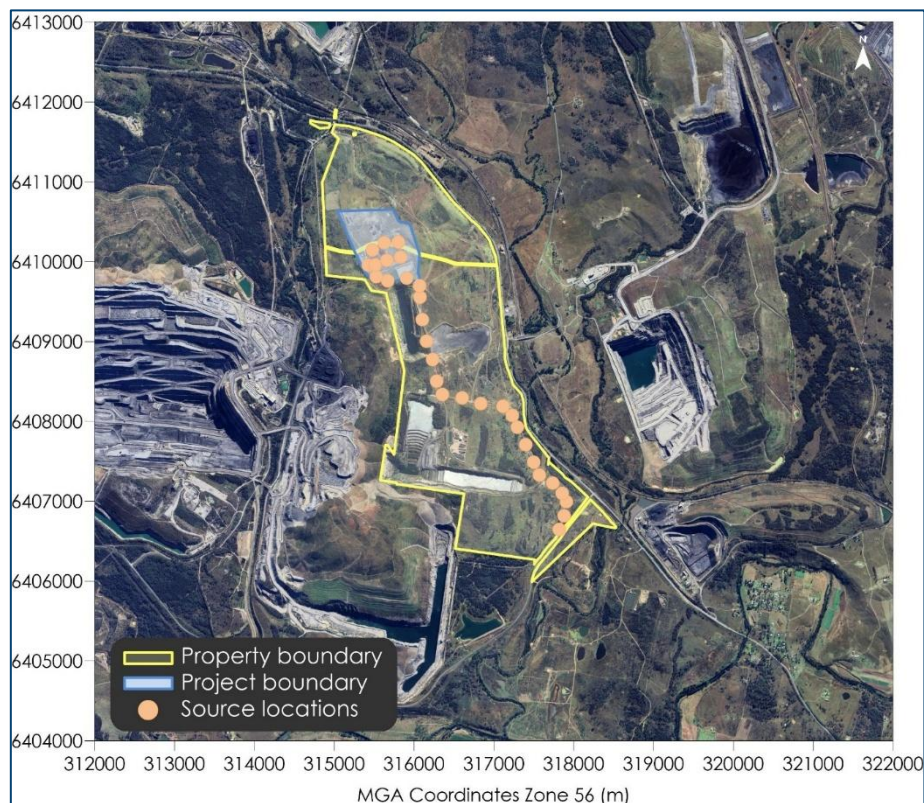 6413000
6412000
6411000
6410000
6409000
6408000
6407000
6406000
6405000
6404000
N
Property boundary
Project boundary
Source locations
312000 313000 314000 315000 316000 317000 318000 319000 320000 321000 322000
MGA Coordinates Zone 56 (m)